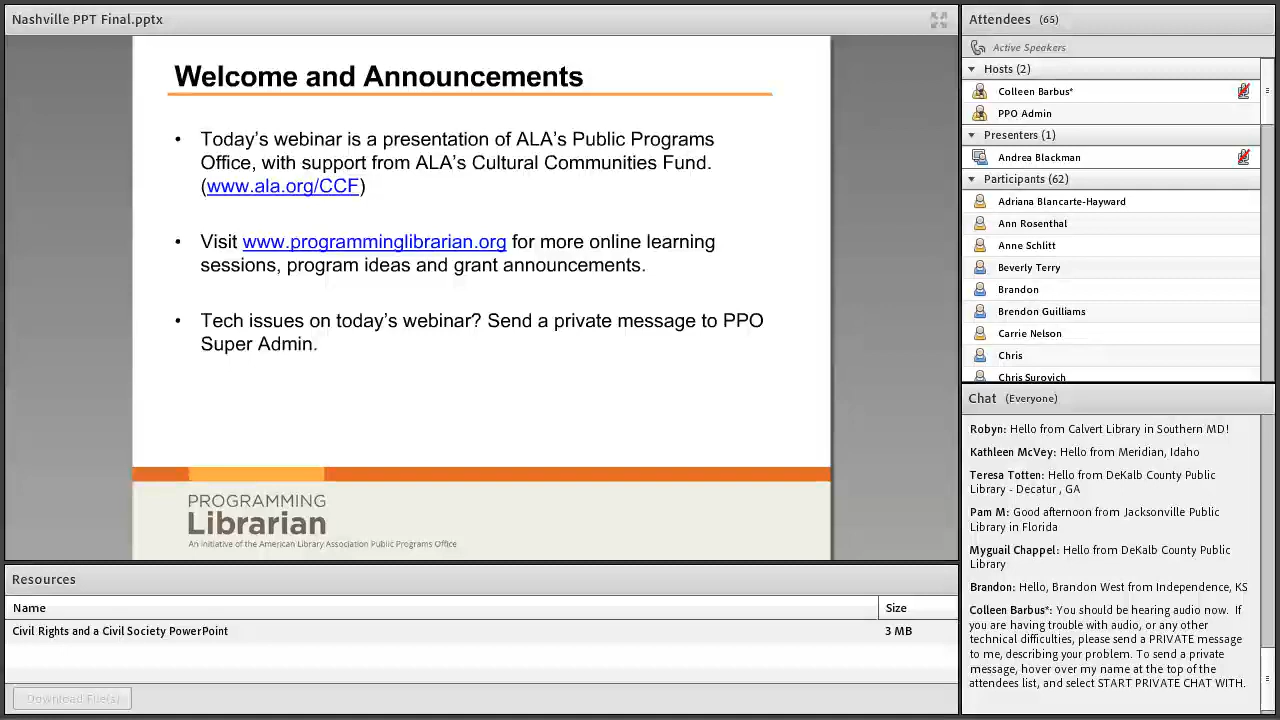 Nashville PPT Final.pptx
Welcome and Announcements
• Today's webinar is a presentation of ALA's Public Programs
Office, with support from ALA's Cultural Communities Fund.
(www.ala.org/CCF)
• Visit www.programminglibrarian.org for more online learning
sessions, program ideas and grant announcements.
• Tech issues on today's webinar? Send a private message to PPO
Super Admin.
PROGRAMMING
Librarian
An initiative of the American Library Association Public Programs Office
Resources
Name
Size
Civil Rights and a Civil Society PowerPoint
3 MB
Download File(s)
Attendees (65)
Active Speakers
Hosts (2)
Colleen Barbus*
PPO Admin
Presenters (1)
Andrea Blackman
Participants (62)
Adriana Blancarte-Hayward
Ann Rosenthal
Anne Schlitt
Beverly Terry
Brandon
Brendon Guilliams
Carrie Nelson
Chris
Chris Surovich
Chat (Everyone)
Robyn: Hello from Calvert Library in Southern MD!
Kathleen McVey: Hello from Meridian, Idaho
Teresa Totten: Hello from DeKalb County Public
Library - Decatur , GA
Pam M: Good afternoon from Jacksonville Public
Library in Florida
Myguail Chappel: Hello from DeKalb County Public
Library
Brandon: Hello, Brandon West from Independence, KS
Colleen Barbus*: You should be hearing audio now. If
you are having trouble with audio, or any other
technical difficulties, please send a PRIVATE message
to me, describing your problem. To send a private
message, hover over my name at the top of the
attendees list, and select START PRIVATE CHAT WITH.